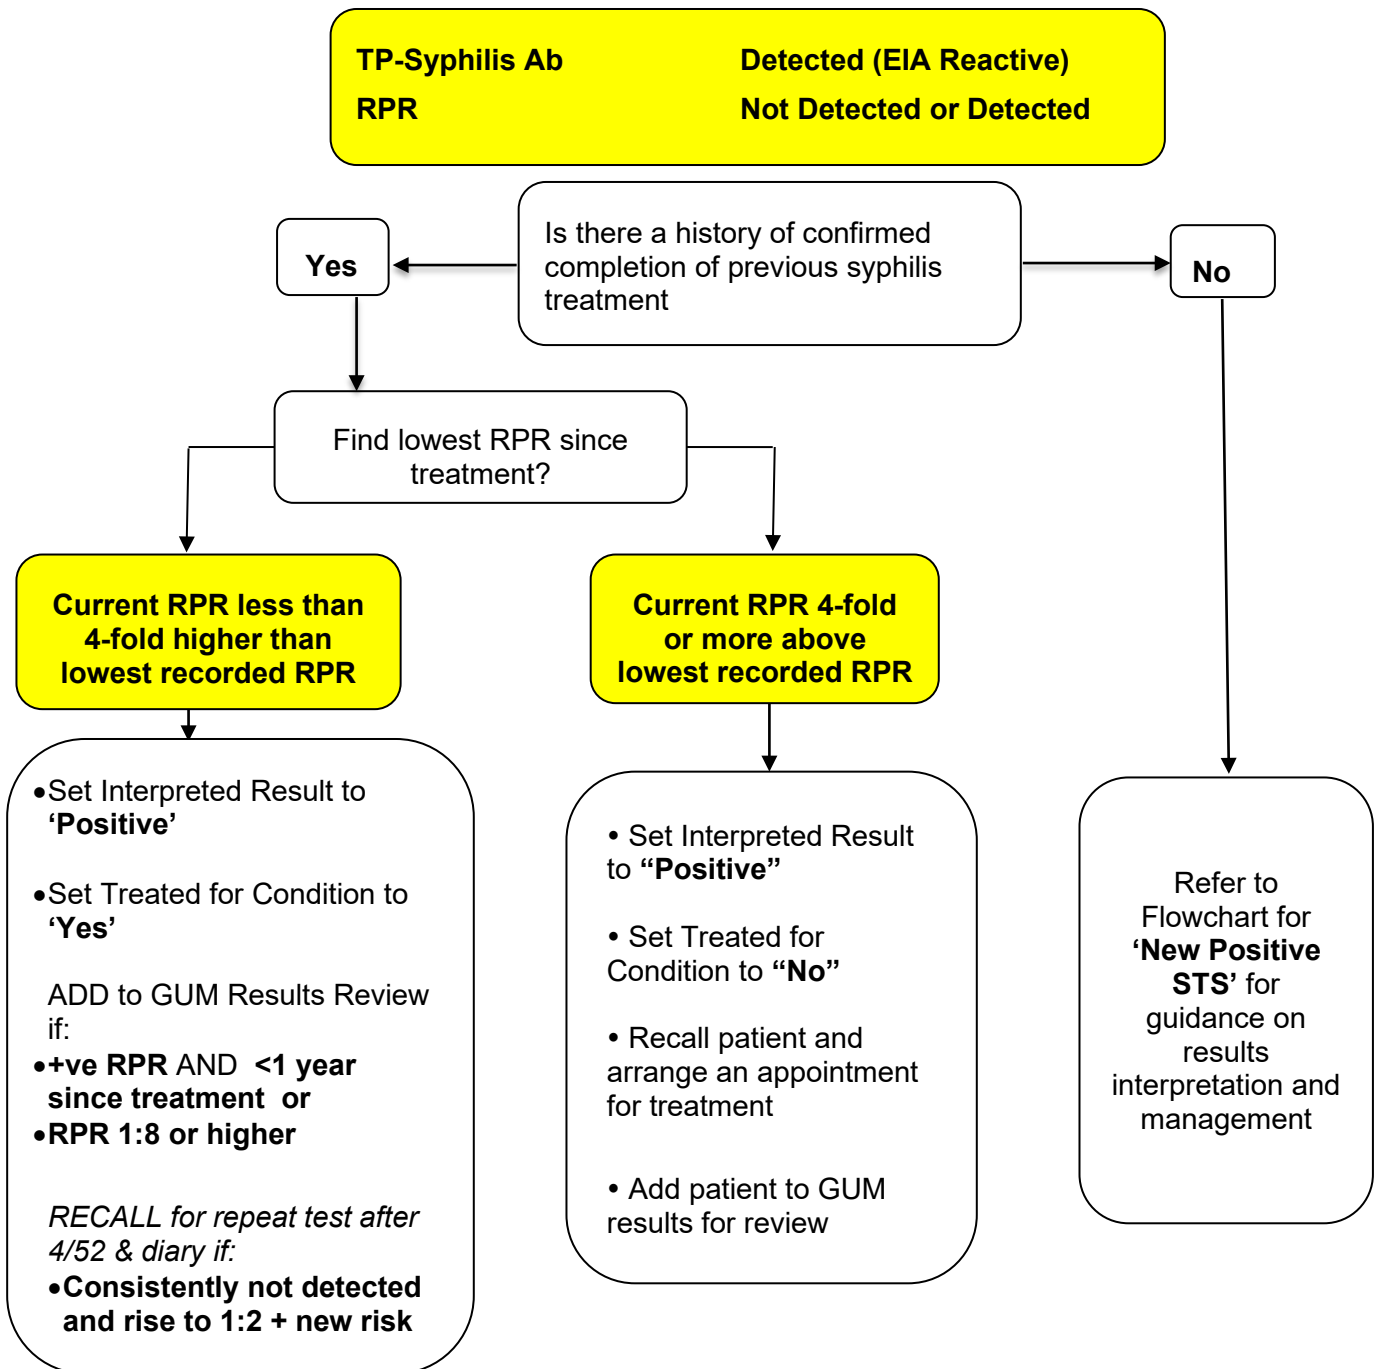 TP-Syphilis Ab Detected (EIA Reactive)
RPR Not Detected or Detected
Is there a history of confirmed
completion of previous syphilis
treatment
Yes
No
Find lowest RPR since
treatment?
Current RPR less than
4-fold higher than
lowest recorded RPR
Current RPR 4-fold
or more above
lowest recorded RPR
•Set Interpreted Result to
‘Positive’
•Set Treated for Condition to
‘Yes’
ADD to GUM Results Review
if:
•+ve RPR AND <1 year
since treatment or
•RPR 1:8 or higher
RECALL for repeat test after
4/52 & diary if:
•Consistently not detected
and rise to 1:2 + new risk
• Set Interpreted Result
to “Positive”
• Set Treated for
Condition to “No”
• Recall patient and
arrange an appointment
for treatment
• Add patient to GUM
results for review
Refer to
Flowchart for
‘New Positive
STS’ for
guidance on
results
interpretation and
management